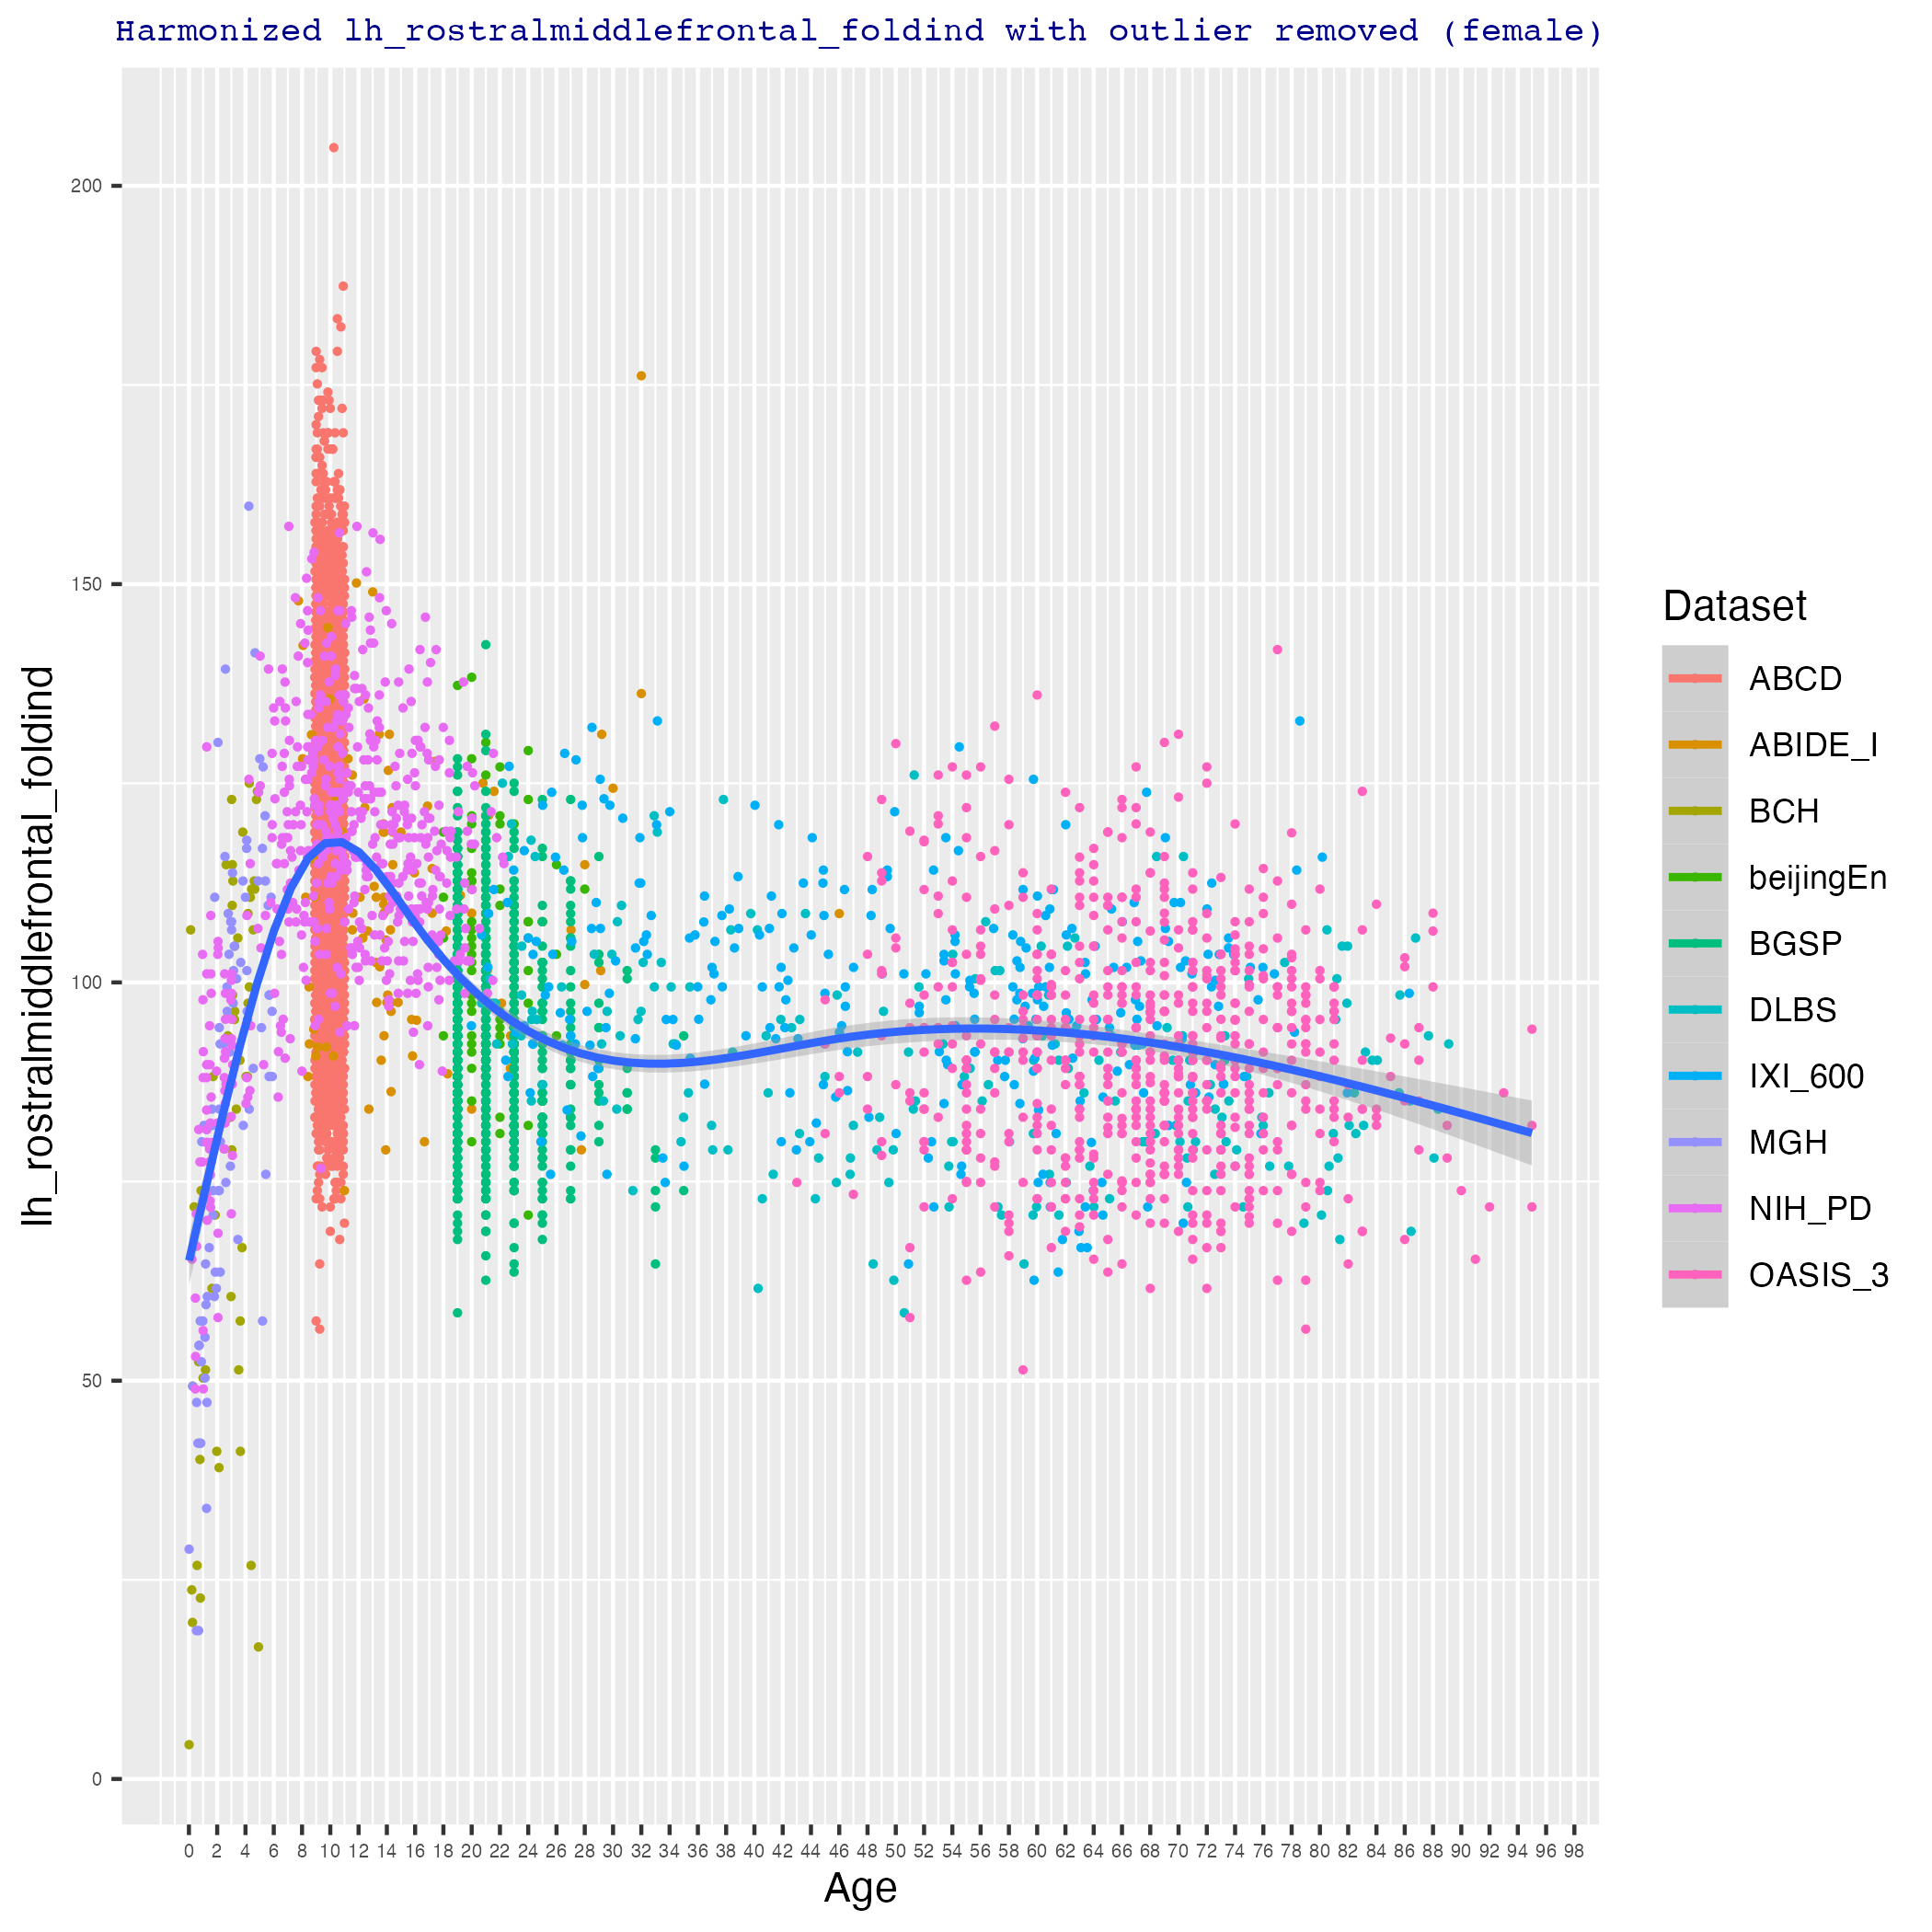 Harmonized lh_rostralmiddlefrontal_foldind with outlier removed (female)
lh_rostralmiddlefrontal_foldind
200
150
100
50
0
0 2 4 6 8 10 12 14 16 18 20 22 24 26 28 30 32 34 36 38 40 42 44 46 48 50 52 54 56 58 60 62 64 66 68 70 72 74 76 78 80 82 84 86 88 90 92 94 96 98
Age
Dataset
ABCD
ABIDE_I
BCH
beijingEn
BGSP
DLBS
IXI_600
MGH
NIH_PD
OASIS_3